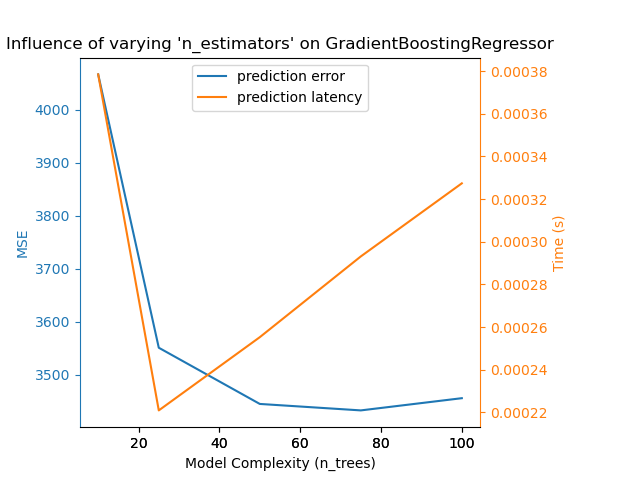 Influence of varying 'n_estimators' on GradientBoostingRegressor
prediction error
prediction latency
4000
3900
3800
3700
3600
3500
MSE
0.00038
0.00036
0.00034
0.00032
0.00030
0.00028
0.00026
0.00024
0.00022
Time (s)
20 40 60 80 100
Model Complexity (n_trees)